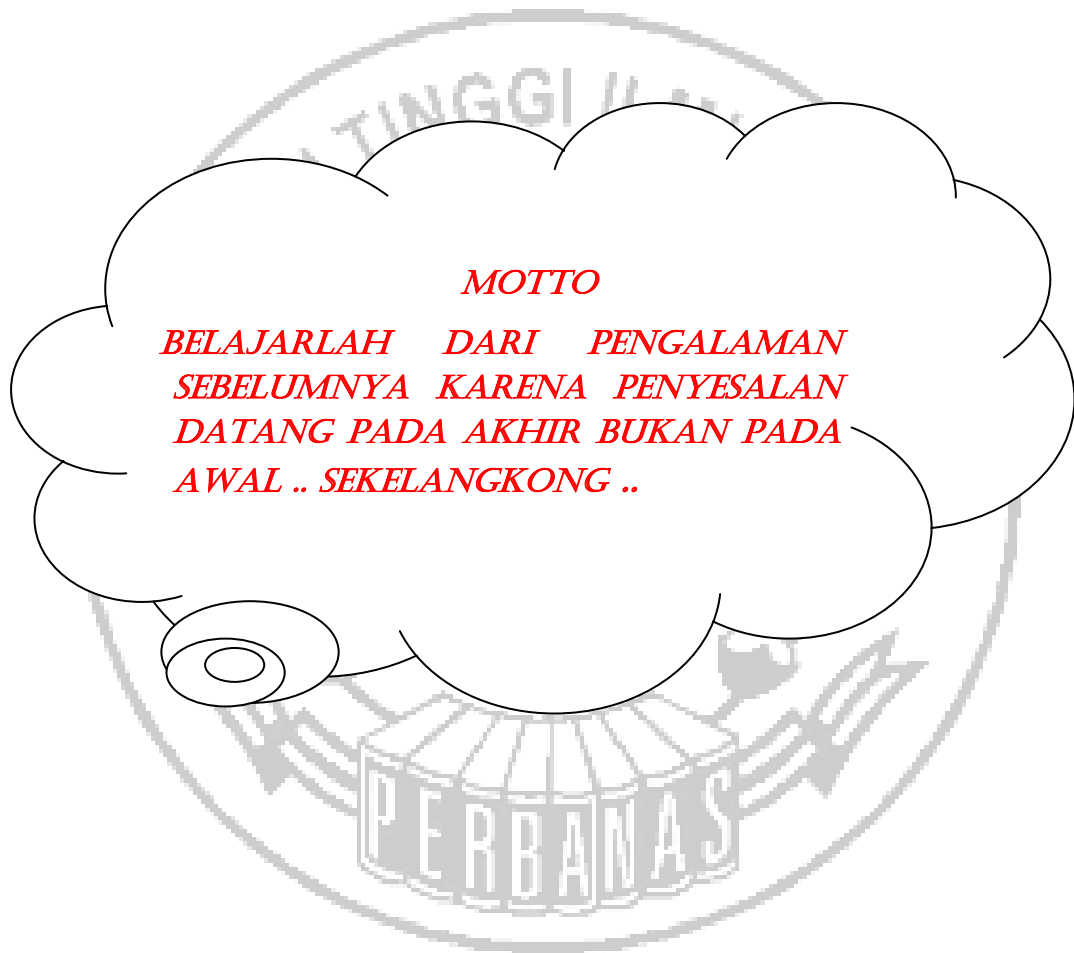 TINGGI
MOTTO
BELAJARLAH DARI PENGALAMAN
SEBELUMNYA KARENA PENYESALAN
DATANG PADA AKHIR BUKAN PADA
AWAL .. SEKELANGKONG ..
PERBANAS